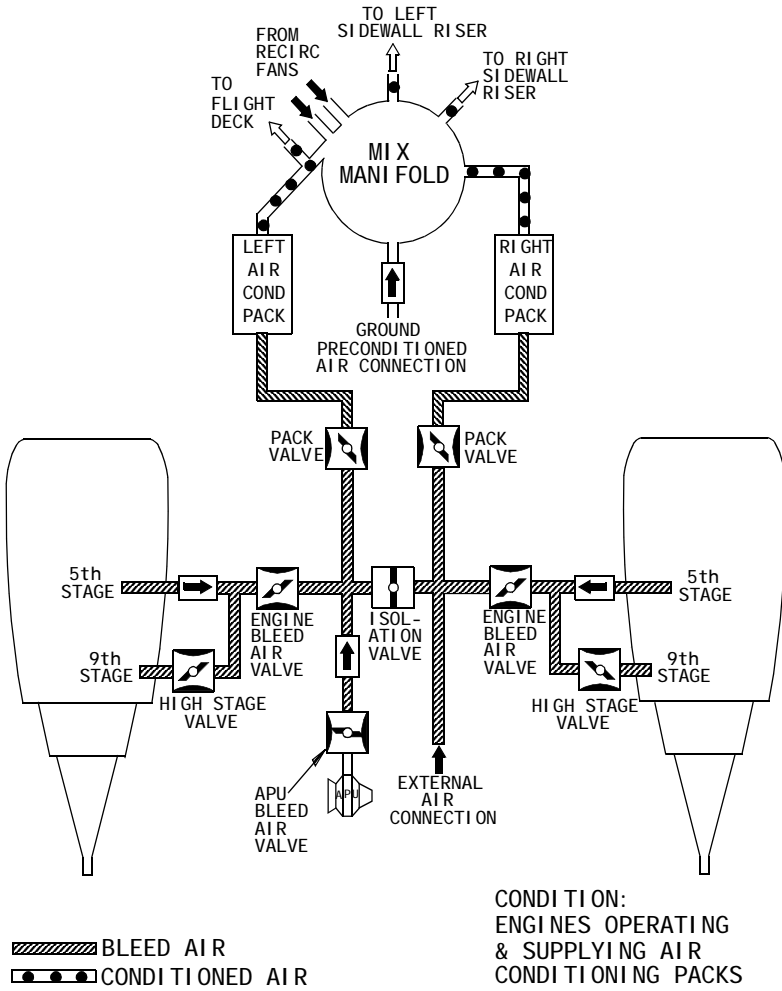 FROM
RECIRC
FANS
TO LEFT
SIDEWALL RISER
TO RIGHT
SIDEWALL
RISER
TO
FLIGHT
DECK
MIX
MANIFOLD
LEFT
AIR
COND
PACK
RIGHT
AIR
COND
PACK
GROUND
PRECONDITIONED
AIR CONNECTION
PACK
VALVE
PACK
VALVE
5th
STAGE
9th
STAGE
ENGINE
BLEED
AIR
VALVE
HIGH STAGE
VALVE
ISOL-
ATION
VALVE
ENGINE
BLEED
AIR
VALVE
5th
STAGE
9th
STAGE
HIGH STAGE
VALVE
APU
BLEED
AIR
VALVE
APU
EXTERNAL
AIR
CONNECTION
BLEED AIR
CONDITIONED AIR
CONDITION:
ENGINES OPERATING
& SUPPLYING AIR
CONDITIONING PACKS